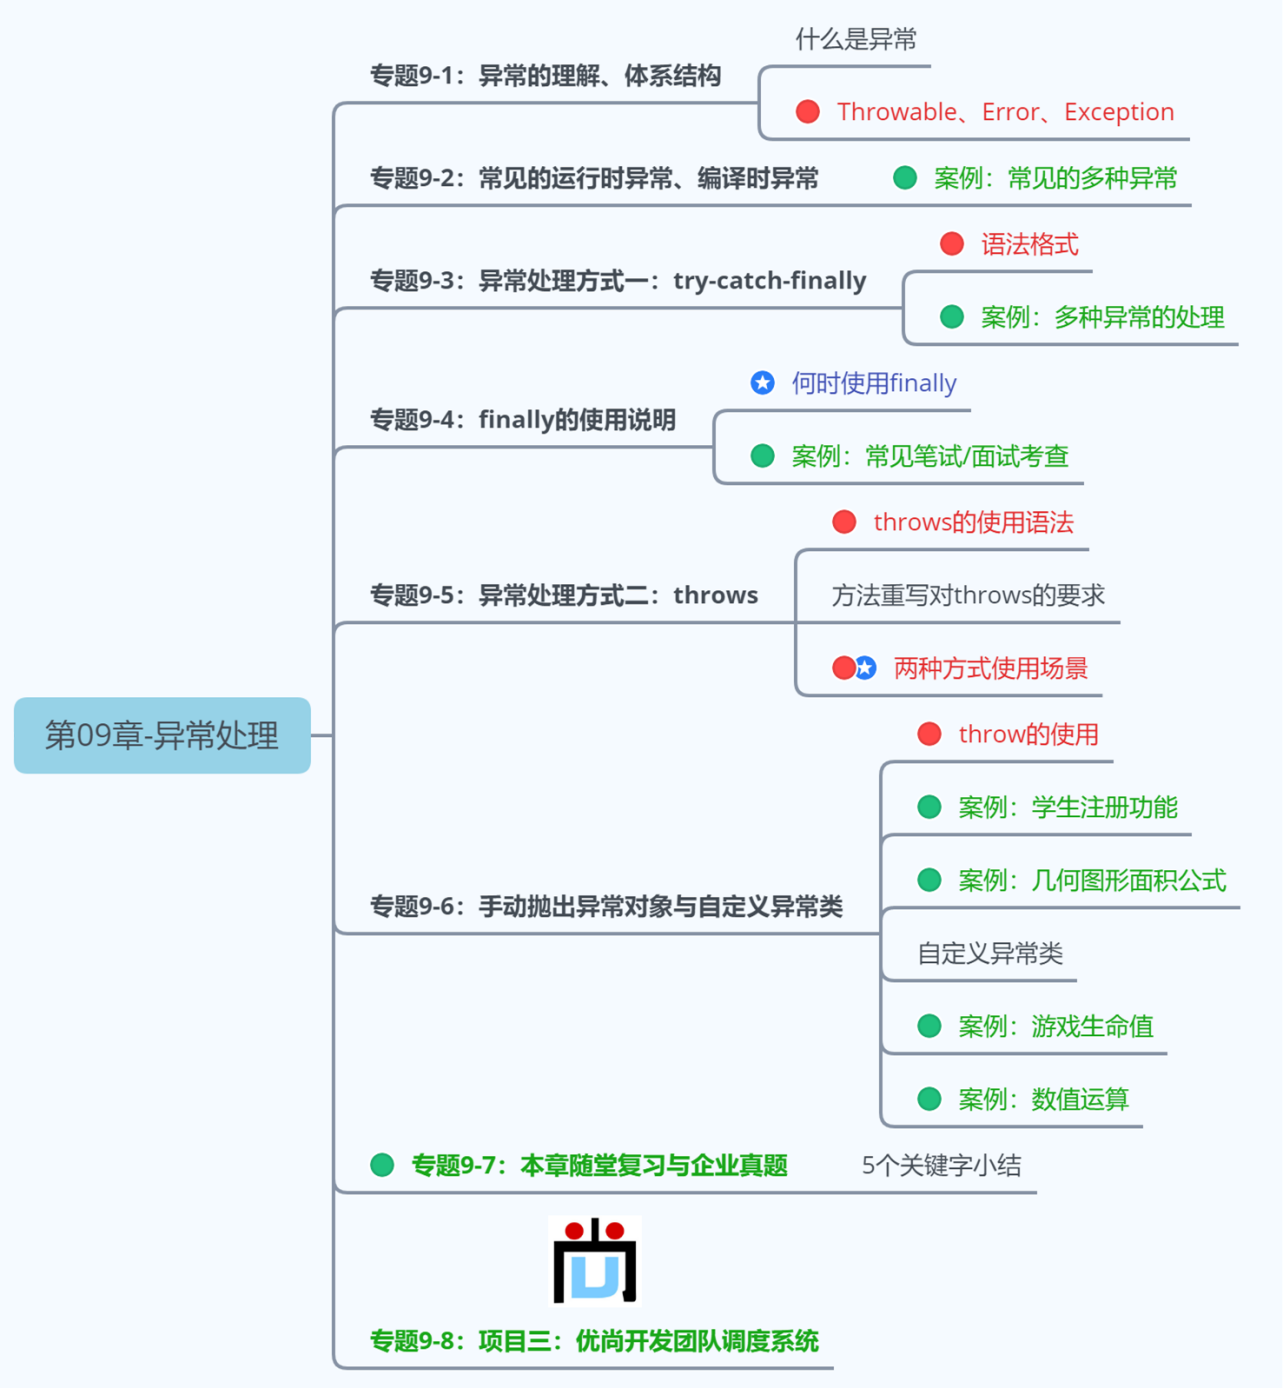 第09章-异常处理
专题9-1：异常的理解、体系结构
什么是异常
Throwable、Error、Exception
专题9-2：常见的运行时异常、编译时异常
案例：常见的多种异常
专题9-3：异常处理方式一：try-catch-finally
语法格式
案例：多种异常的处理
专题9-4：finally的使用说明
何时使用finally
案例：常见笔试/面试考查
专题9-5：异常处理方式二：throws
throws的使用语法
方法重写对throws的要求
两种方式使用场景
专题9-6：手动抛出异常对象与自定义异常类
throw的使用
案例：学生注册功能
案例：几何图形面积公式
自定义异常类
案例：游戏生命值
案例：数值运算
专题9-7：本章随堂复习与企业真题
5个关键字小结
尚
专题9-8：项目三：优尚开发团队调度系统